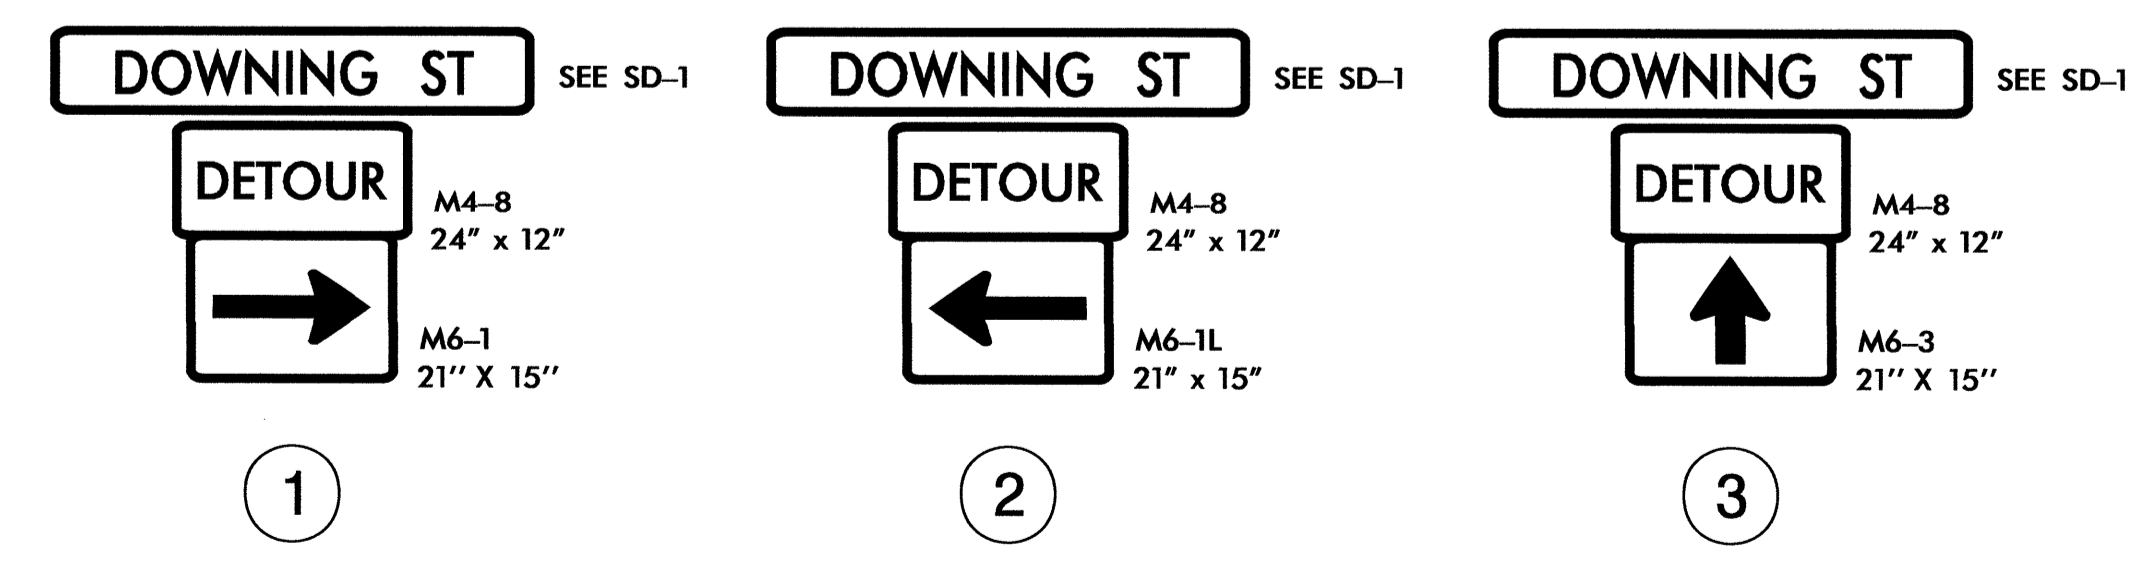 DOWNING ST
SEE SD–1
DETOUR
M4–8
24" x 12"
M6–1
21'' X 15''
1
DOWNING ST
SEE SD–1
DETOUR
M4–8
24" x 12"
M6–1L
21" x 15"
2
DOWNING ST
SEE SD–1
DETOUR
M4–8
24" x 12"
M6–3
21'' X 15''
3